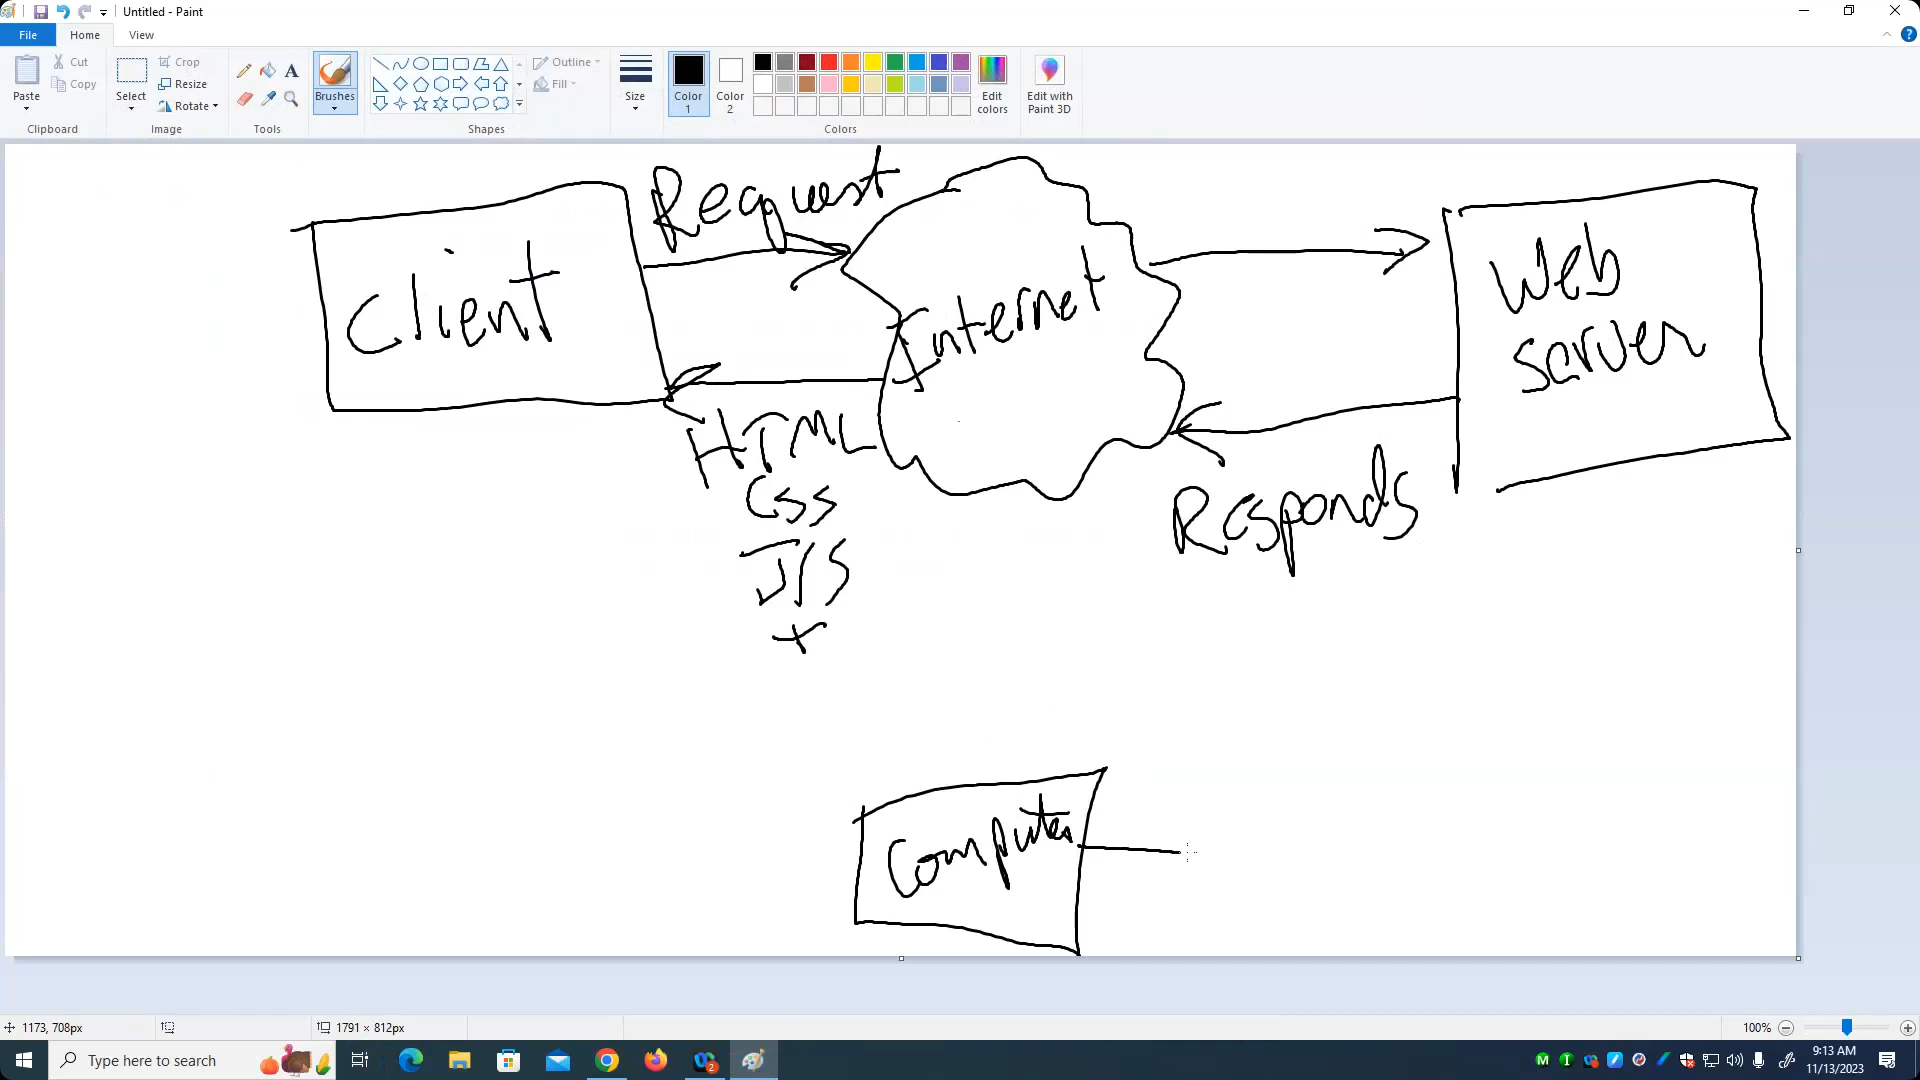 Untitled - Paint
File Home View
Paste
Cut
Copy
Clipboard
Select
Crop
Resize
Rotate
Image
Tools
Brushes
Outline
Fill
Shapes
Size
Color 1
Color 2
Edit colors
Colors
Edit with Paint 3D
Client
Request
Internet
Web
server
HTML
CSS
J/S
+
Responds
Computer
1173, 708px
1791 × 812px
100%
Type here to search
2
9:13 AM
11/13/2023